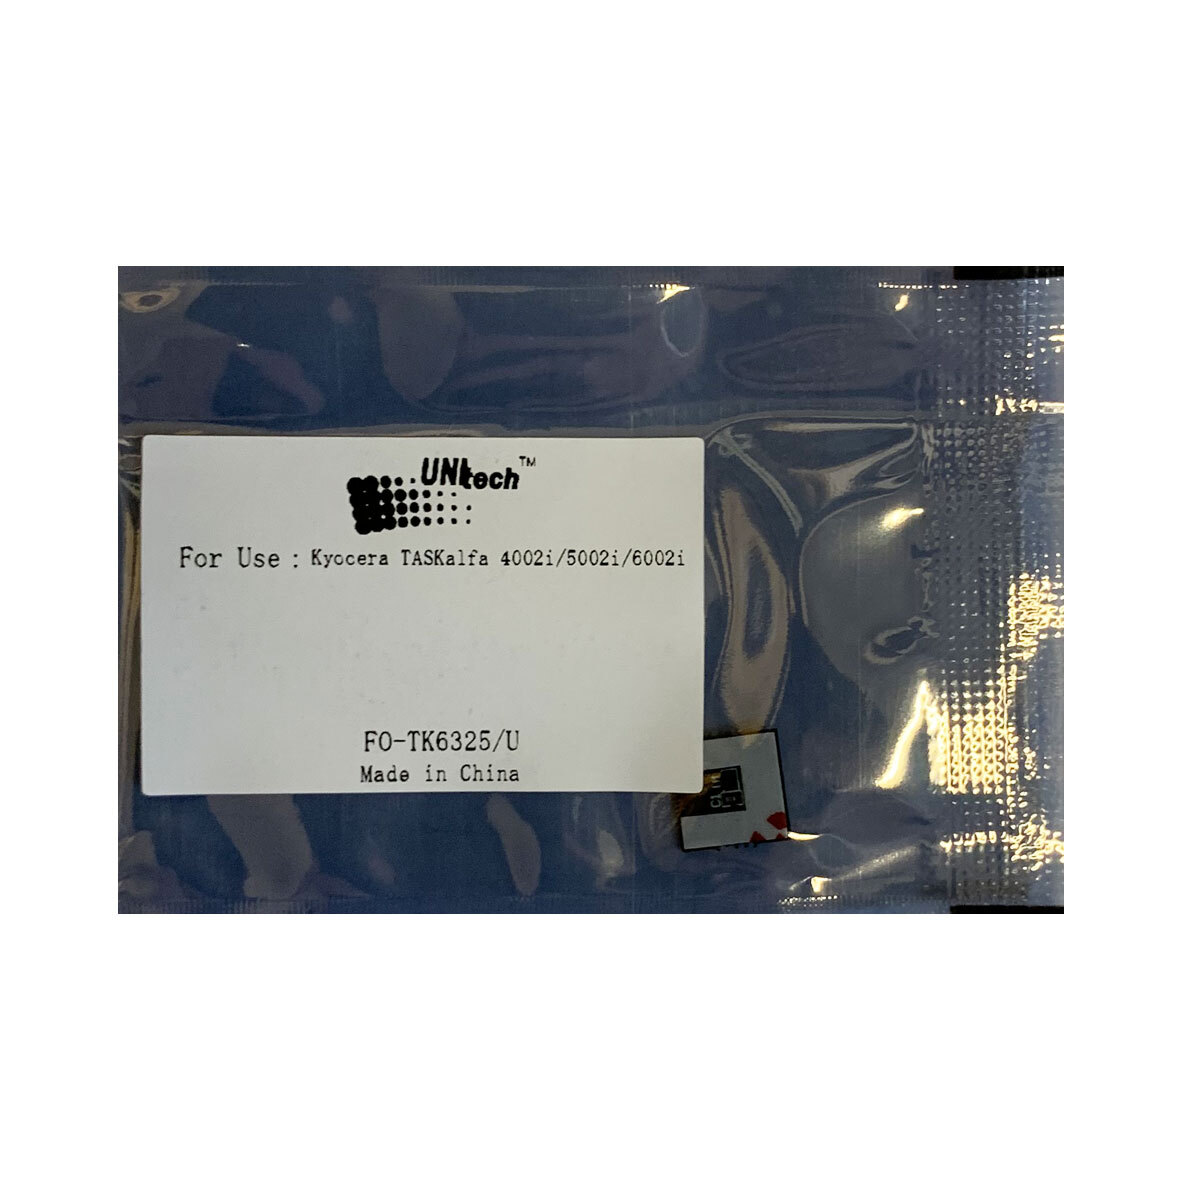 UNItech™
For Use : Kyocera TASKalfa 4002i/5002i/6002i
FO-TK6325/U
Made in China